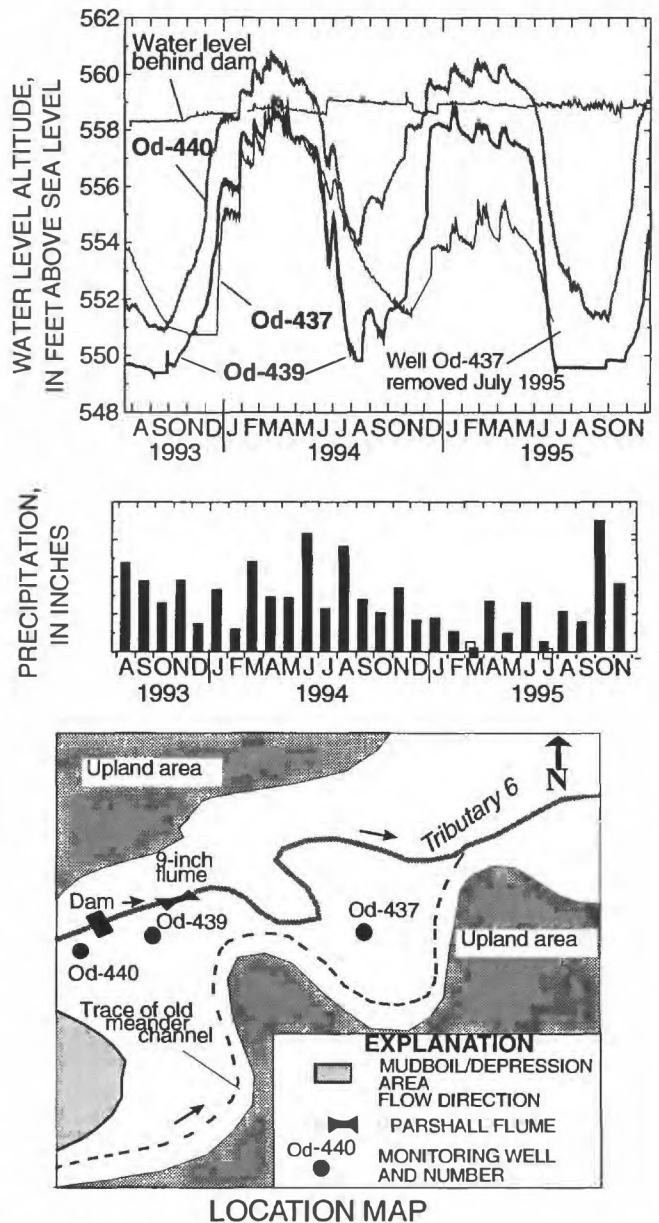 WATER LEVEL ALTITUDE,
IN FEET ABOVE SEA LEVEL
562
560
558
556
554
552
550
548
Water level
behind dam
Od-440
Od-437
Od-439
Well Od-437
removed July 1995
A S O N D J F M A M J J A S O N D J F M A M J J A S O N
1993 1994 1995
PRECIPITATION,
IN INCHES
A S O N D J F M A M J J A S O N D J F M A M J J A S O N
1993 1994 1995
Upland area
N
Tributary 6
9-inch
flume
Dam
Od-439
Od-437
Od-440
Upland area
Trace of old
meander
channel
EXPLANATION
MUDBOIL/DEPRESSION
AREA
FLOW DIRECTION
PARSHALL FLUME
Od-440
MONITORING WELL
AND NUMBER
LOCATION MAP